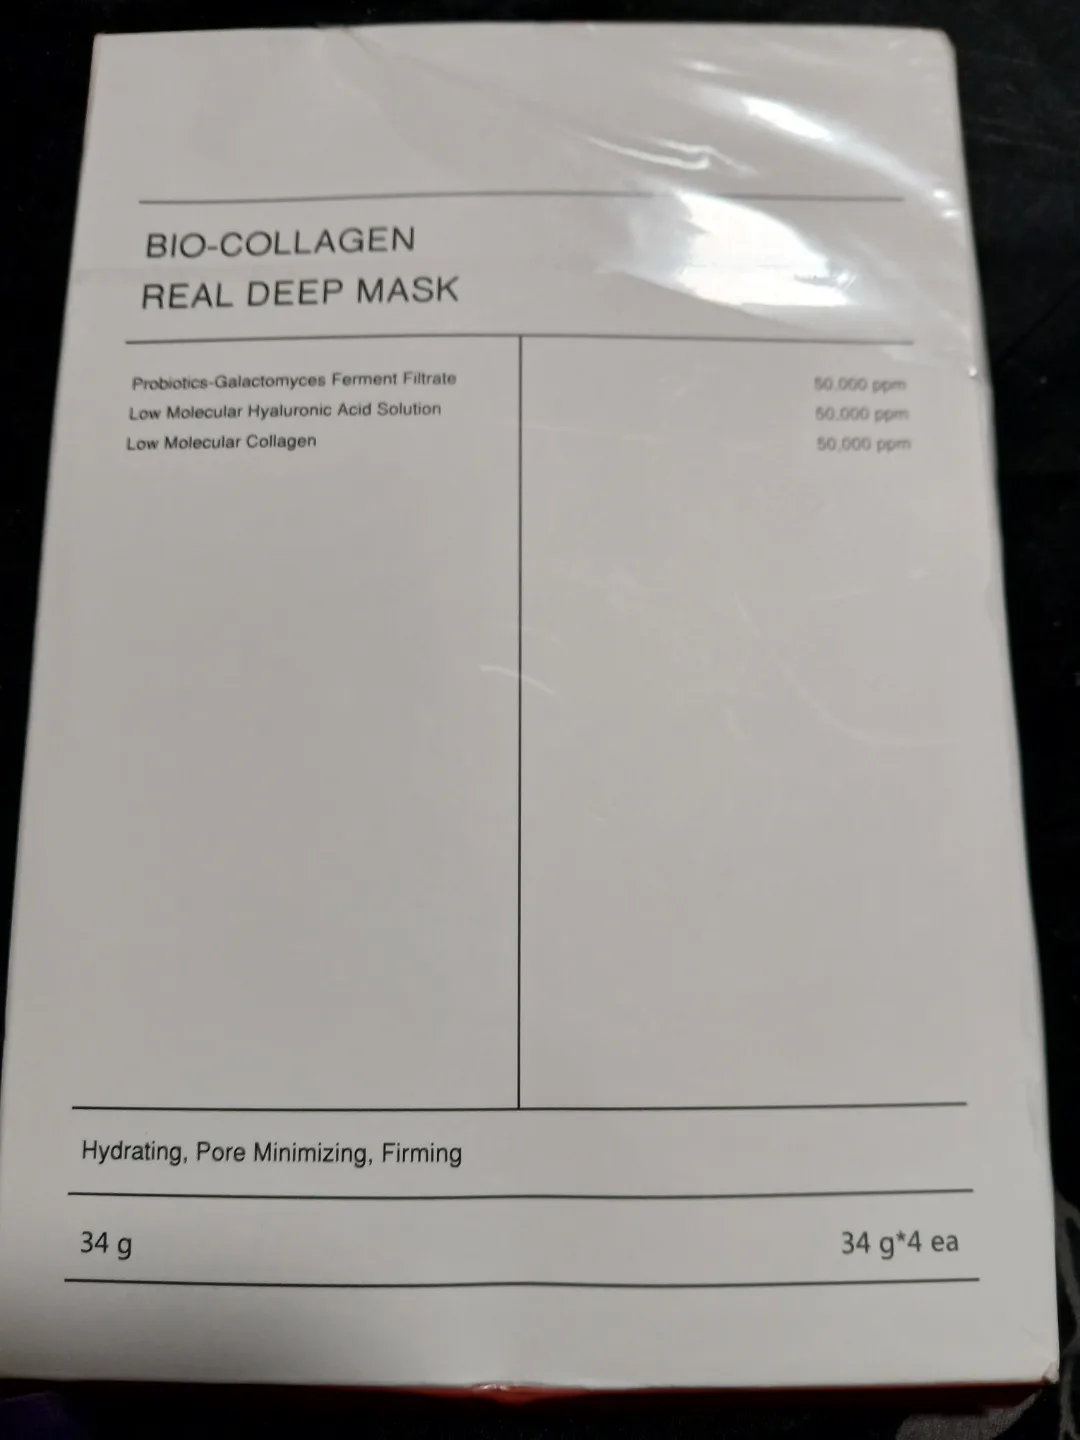 BIO-COLLAGEN
REAL DEEP MASK
Probiotics-Galactomyces Ferment Filtrate 50,000 ppm
Low Molecular Hyaluronic Acid Solution 50,000 ppm
Low Molecular Collagen 50,000 ppm
Hydrating, Pore Minimizing, Firming
34 g 34 g*4 ea